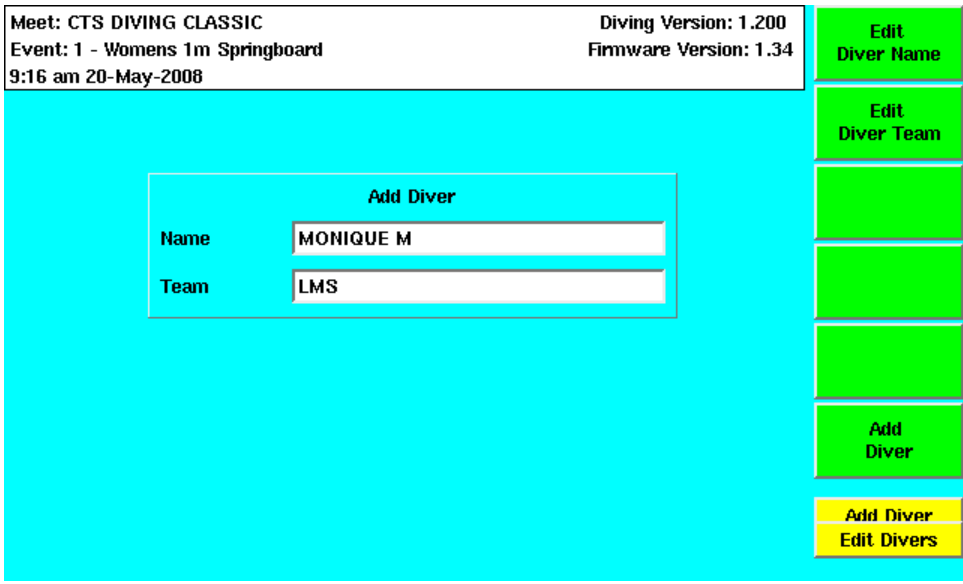 Meet: CTS DIVING CLASSIC
Diving Version: 1.200
Event: 1 - Womens 1m Springboard
Firmware Version: 1.34
9:16 am 20-May-2008
Edit
Diver Name
Edit
Diver Team
Add Diver
Name
MONIQUE M
Team
LMS
Add
Diver
Add Diver
Edit Divers